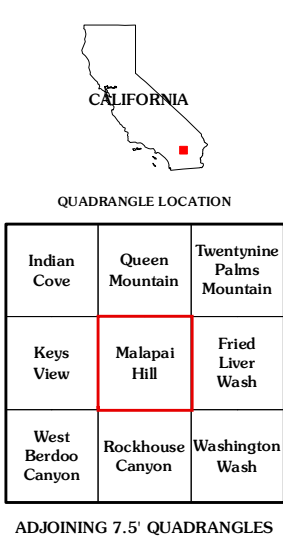 CALIFORNIA
QUADRANGLE LOCATION
Indian
Cove
Queen
Mountain
Twentynine
Palms
Mountain
Keys
View
Malapai
Hill
Fried
Liver
Wash
West
Berdoo
Canyon
Rockhouse
Canyon
Washington
Wash
ADJOINING 7.5' QUADRANGLES